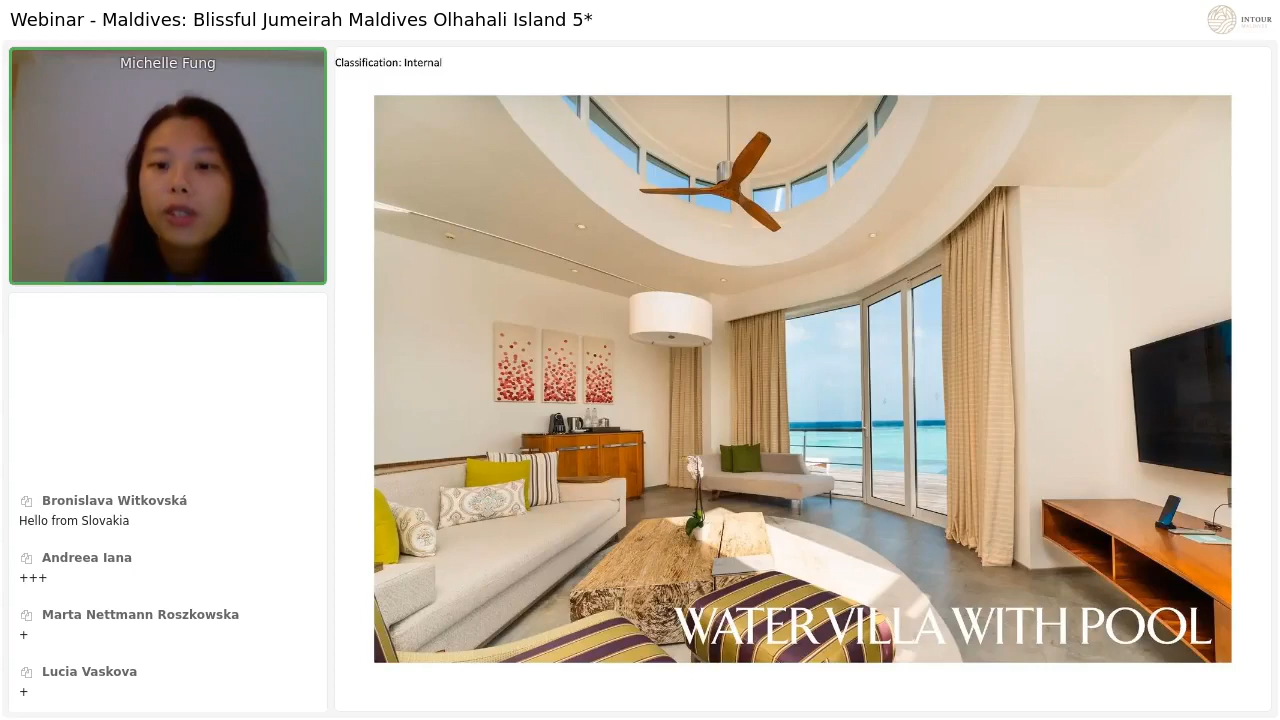 Webinar - Maldives: Blissful Jumeirah Maldives Olhahali Island 5*
INTOUR
MALDIVES
Michelle Fung
Classification: Internal
WATER VILLA WITH POOL
Bronislava Witkovská
Hello from Slovakia
Andreea Iana
+++
Marta Nettmann Roszkowska
+
Lucia Vaskova
+